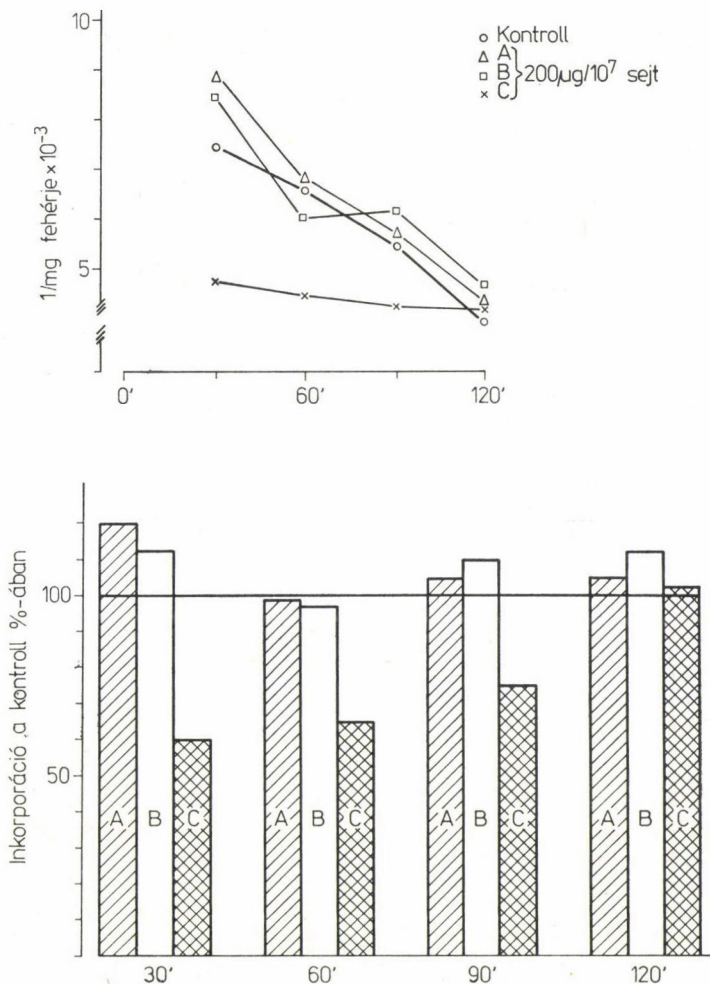 10
○ Kontroll
△ A
□ B } 200µg/10⁷ sejt
× C
1/mg fehérje×10⁻³
5
0' 60' 120'
Inkorporáció, a kontroll %-ában
100
50
A B C A B C A B C A B C
30' 60' 90' 120'